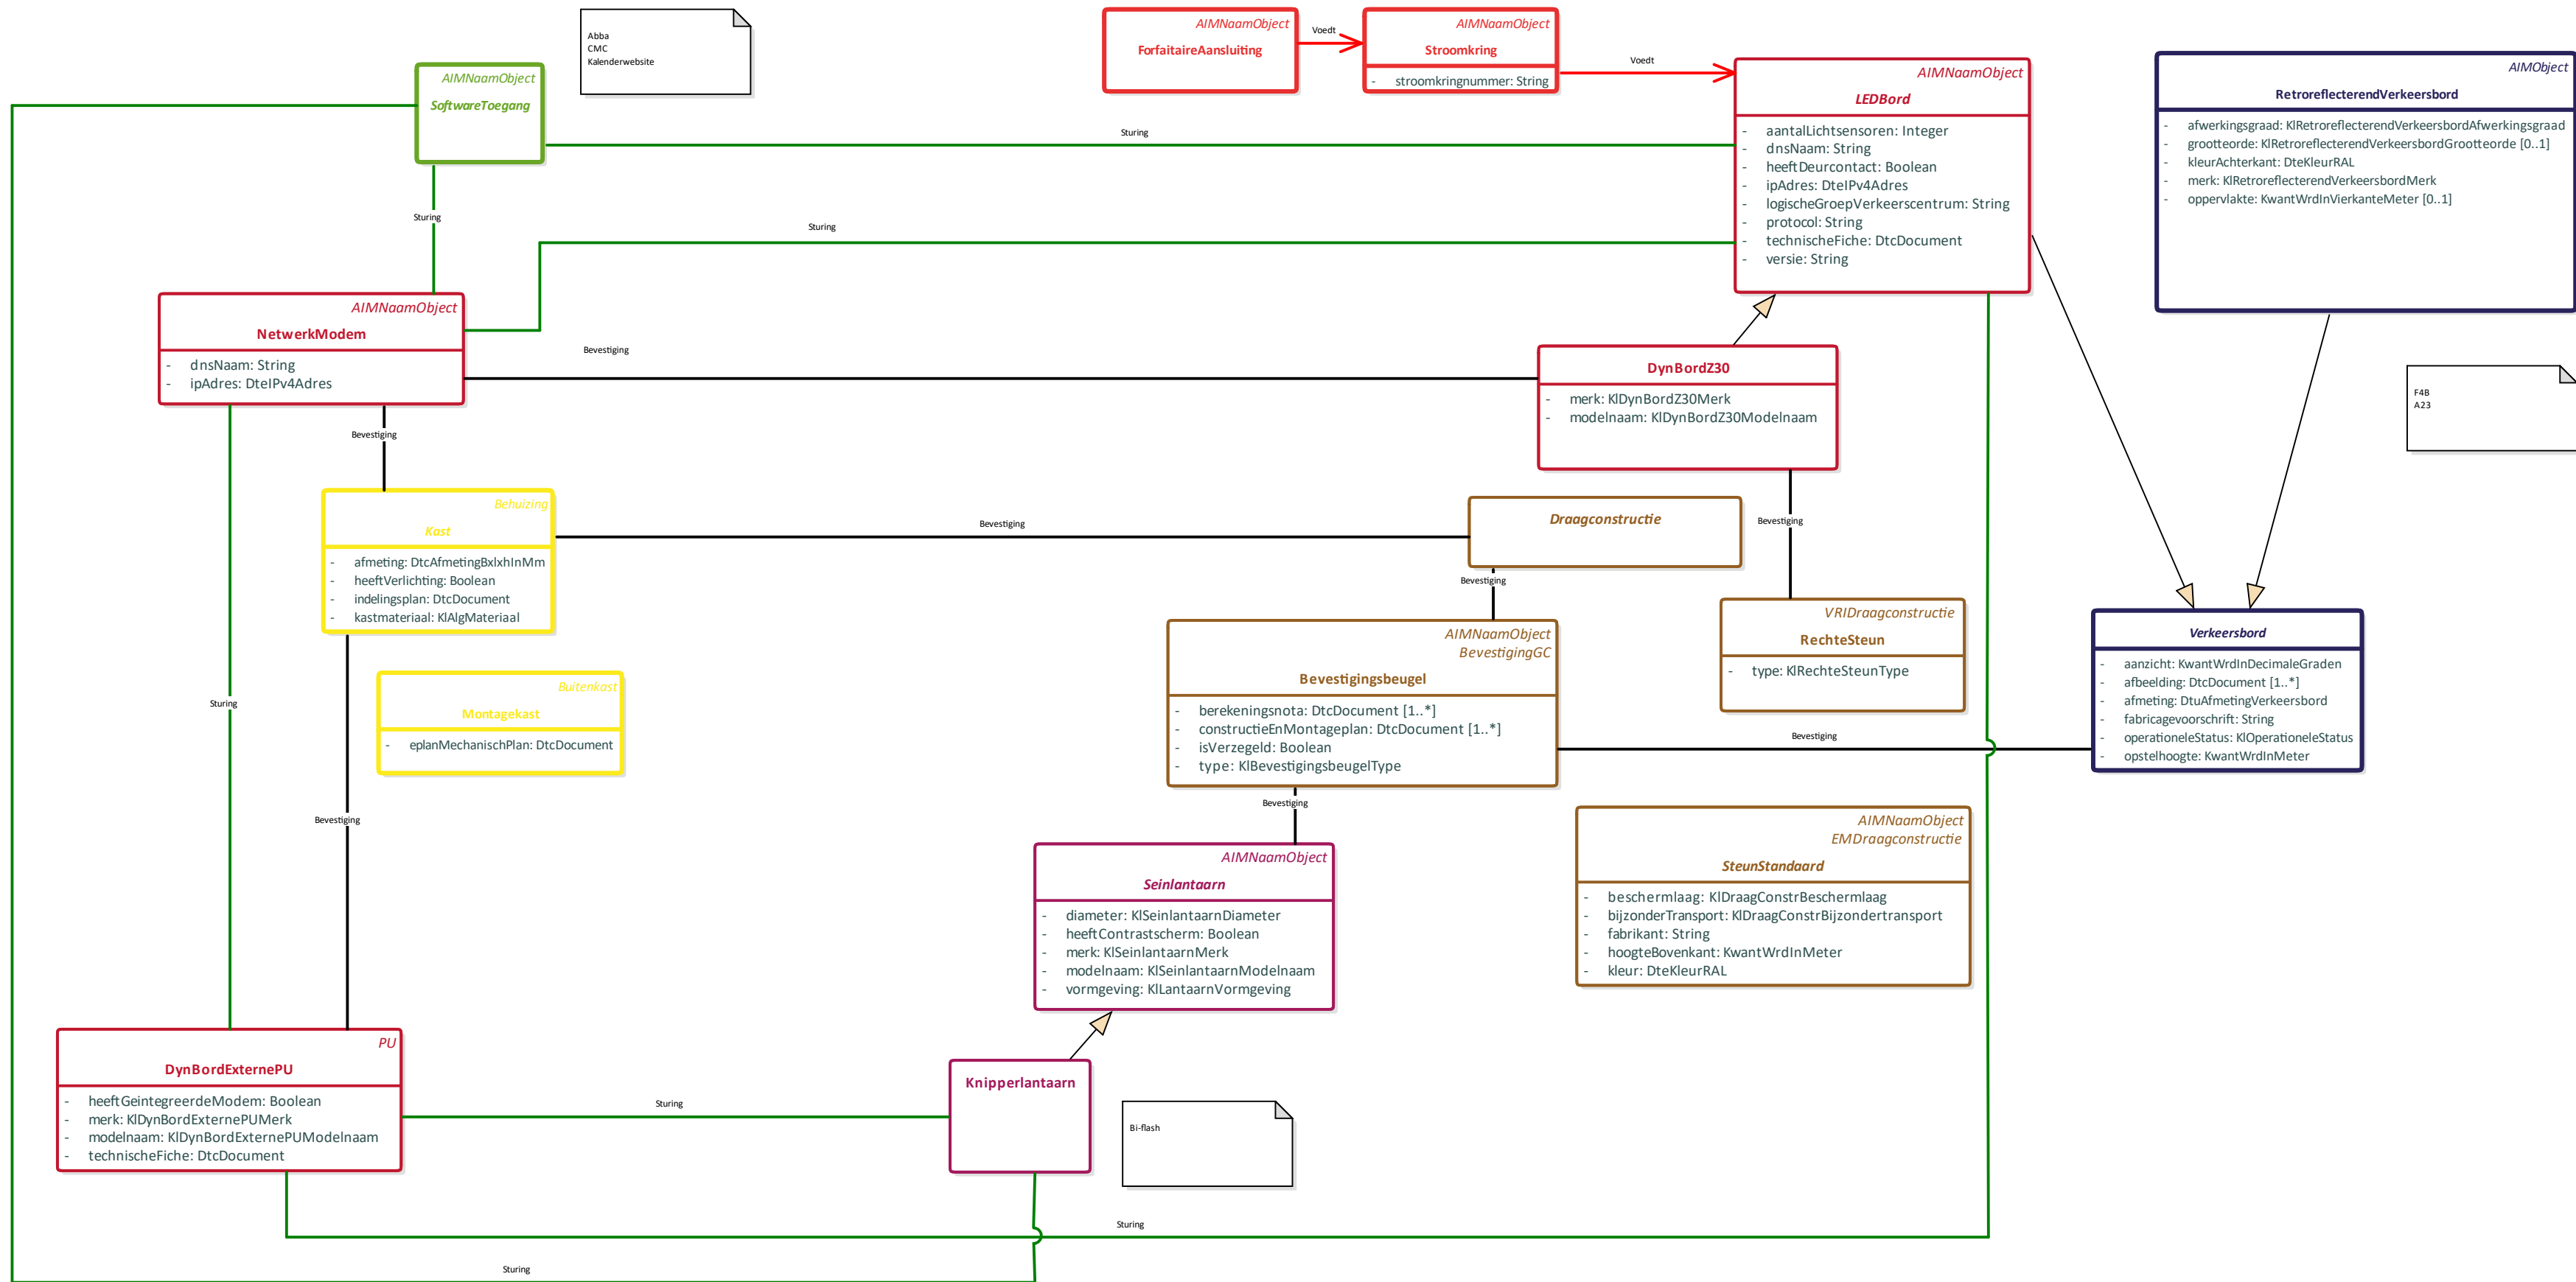 Abba
CMC
Kalenderwebsite
AIMNaamObject
SoftwareToegang
AIMNaamObject
ForfaitaireAansluiting
Voedt
AIMNaamObject
Stroomkring
- stroomkringnummer: String
Voedt
AIMNaamObject
LEDBord
- aantalLichtsensoren: Integer
- dnsNaam: String
- heeftDeurcontact: Boolean
- ipAdres: DteIPv4Adres
- logischeGroepVerkeerscentrum: String
- protocol: String
- technischeFiche: DtcDocument
- versie: String
AIMObject
RetroreflecterendVerkeersbord
- afwerkingsgraad: KlRetroreflecterendVerkeersbordAfwerkingsgraad
- grootteorde: KlRetroreflecterendVerkeersbordGrootteorde [0..1]
- kleurAchterkant: DteKleurRAL
- merk: KlRetroreflecterendVerkeersbordMerk
- oppervlakte: KwantWrdInVierkanteMeter [0..1]
Sturing
Sturing
Sturing
AIMNaamObject
NetwerkModem
- dnsNaam: String
- ipAdres: DteIPv4Adres
Bevestiging
DynBordZ30
- merk: KlDynBordZ30Merk
- modelnaam: KlDynBordZ30Modelnaam
F4B
A23
Bevestiging
Behuizing
Kast
- afmeting: DtcAfmetingBxlxhInMm
- heeftVerlichting: Boolean
- indelingsplan: DtcDocument
- kastmateriaal: KlAlgMateriaal
Bevestiging
Draagconstructie
Bevestiging
Bevestiging
VRIDraagconstructie
RechteSteun
- type: KlRechteSteunType
AIMNaamObject
BevestigingGC
Bevestigingsbeugel
- berekeningsnota: DtcDocument [1..*]
- constructieEnMontageplan: DtcDocument [1..*]
- isVerzegeld: Boolean
- type: KlBevestigingsbeugelType
Verkeersbord
- aanzicht: KwantWrdInDecimaleGraden
- afbeelding: DtcDocument [1..*]
- afmeting: DtuAfmetingVerkeersbord
- fabricagevoorschrift: String
- operationeleStatus: KlOperationeleStatus
- opstelhoogte: KwantWrdInMeter
Bevestiging
Sturing
Buitenkast
Montagekast
- eplanMechanischPlan: DtcDocument
Bevestiging
Bevestiging
AIMNaamObject
EMDraagconstructie
SteunStandaard
- beschermlaag: KlDraagConstrBeschermlaag
- bijzonderTransport: KlDraagConstrBijzondertransport
- fabrikant: String
- hoogteBovenkant: KwantWrdInMeter
- kleur: DteKleurRAL
AIMNaamObject
Seinlantaarn
- diameter: KlSeinlantaarnDiameter
- heeftContrastscherm: Boolean
- merk: KlSeinlantaarnMerk
- modelnaam: KlSeinlantaarnModelnaam
- vormgeving: KlLantaarnVormgeving
PU
DynBordExternePU
- heeftGeintegreerdeModem: Boolean
- merk: KlDynBordExternePUMerk
- modelnaam: KlDynBordExternePUModelnaam
- technischeFiche: DtcDocument
Sturing
Knipperlantaarn
Bi-flash
Sturing
Sturing